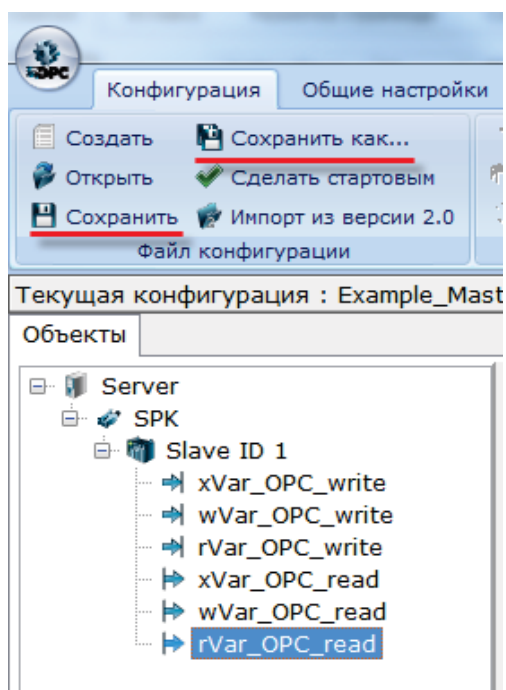 OPC
Конфигурация Общие настройки
Создать Сохранить как...
Открыть Сделать стартовым
Сохранить Импорт из версии 2.0
Файл конфигурации
Текущая конфигурация : Example_Mast
Объекты
Server
SPK
Slave ID 1
xVar_OPC_write
wVar_OPC_write
rVar_OPC_write
xVar_OPC_read
wVar_OPC_read
rVar_OPC_read